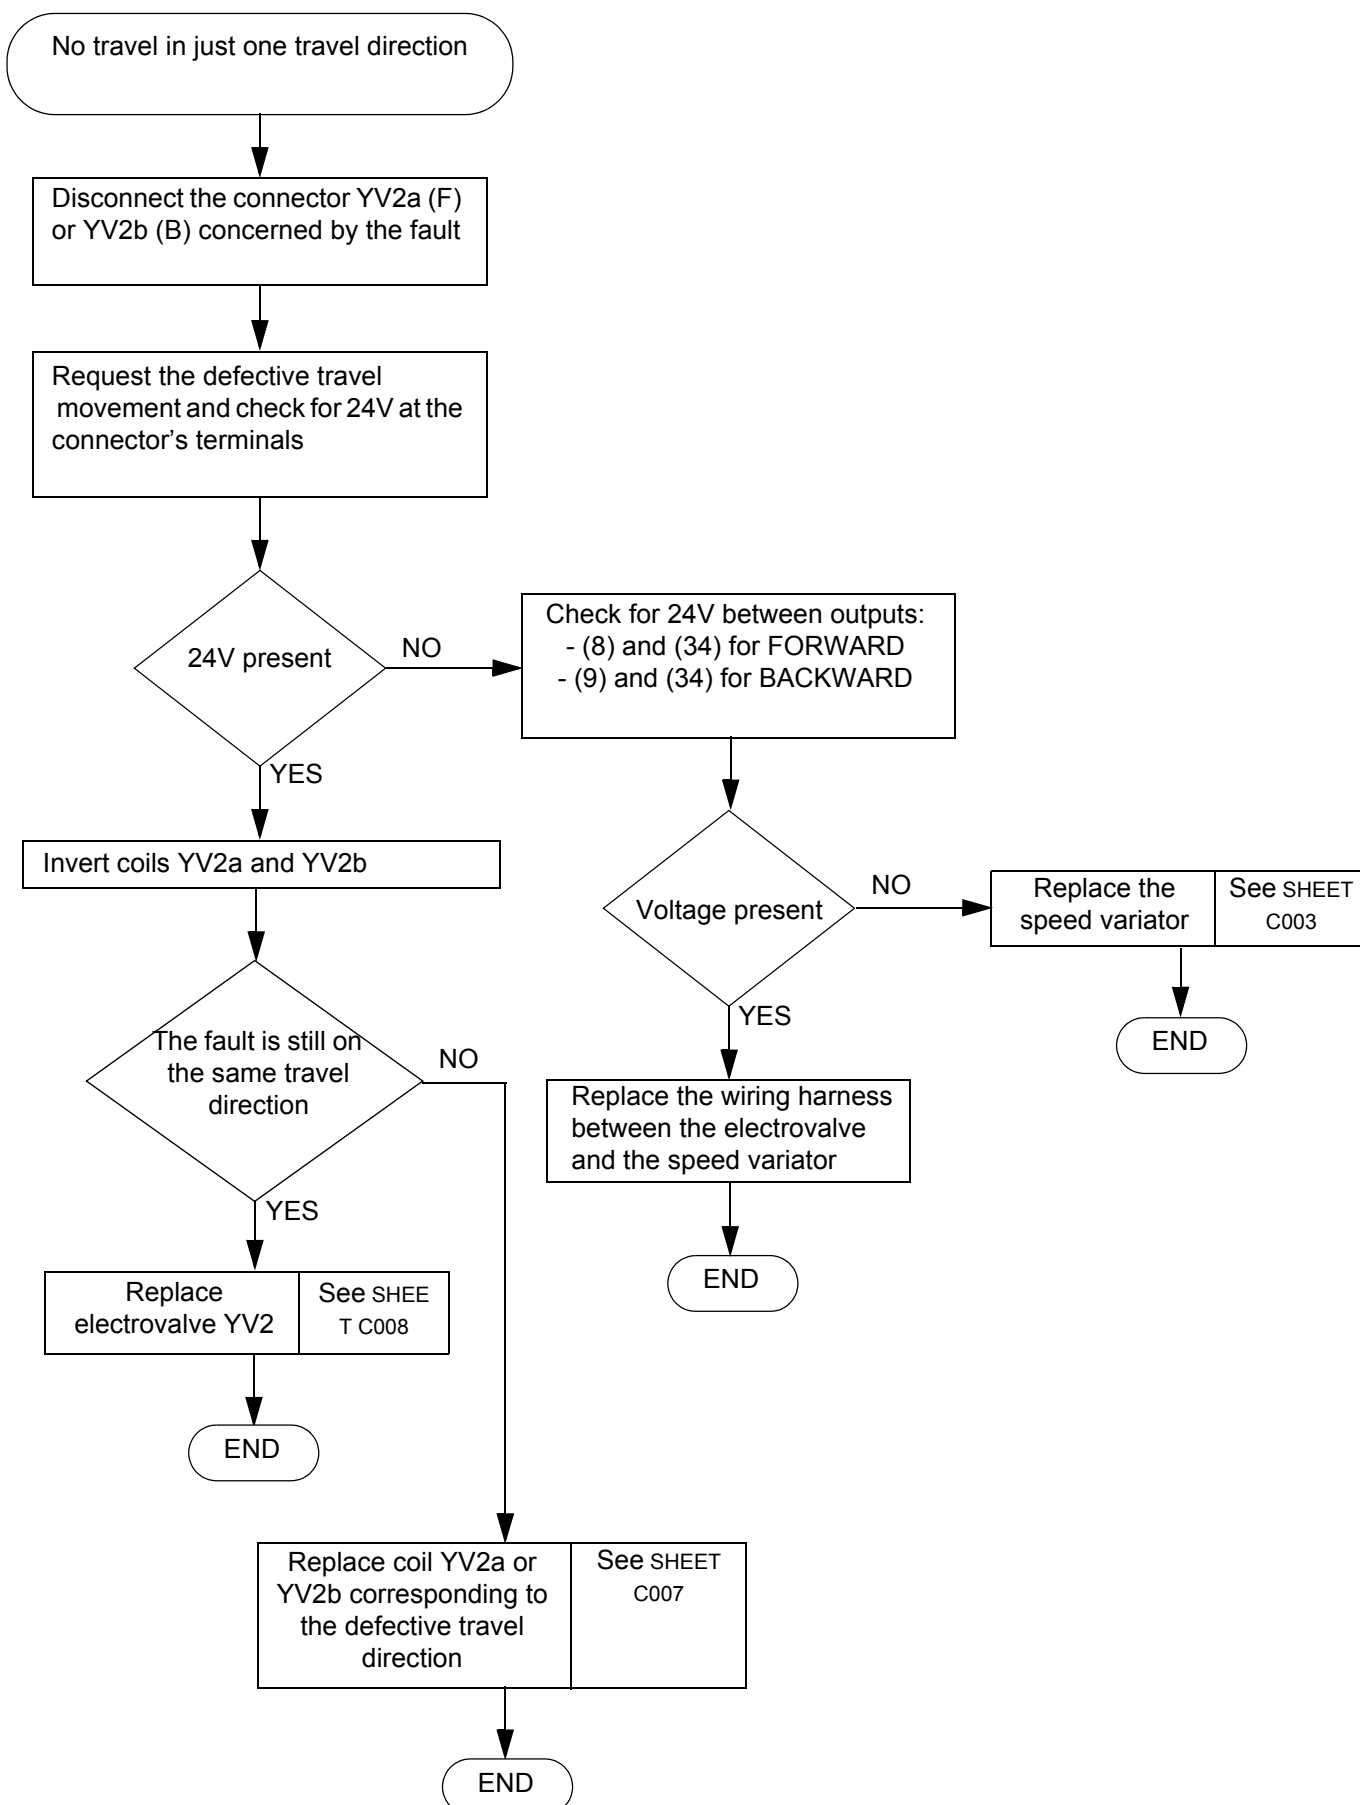 No travel in just one travel direction
Disconnect the connector YV2a (F)
or YV2b (B) concerned by the fault
Request the defective travel
movement and check for 24V at the
connector's terminals
24V present
NO
YES
Check for 24V between outputs:
- (8) and (34) for FORWARD
- (9) and (34) for BACKWARD
Invert coils YV2a and YV2b
Voltage present
NO
YES
Replace the
speed variator
See SHEET
C003
END
The fault is still on
the same travel
direction
NO
YES
Replace the wiring harness
between the electrovalve
and the speed variator
END
Replace
electrovalve YV2
See SHEE
T C008
END
Replace coil YV2a or
YV2b corresponding to
the defective travel
direction
See SHEET
C007
END